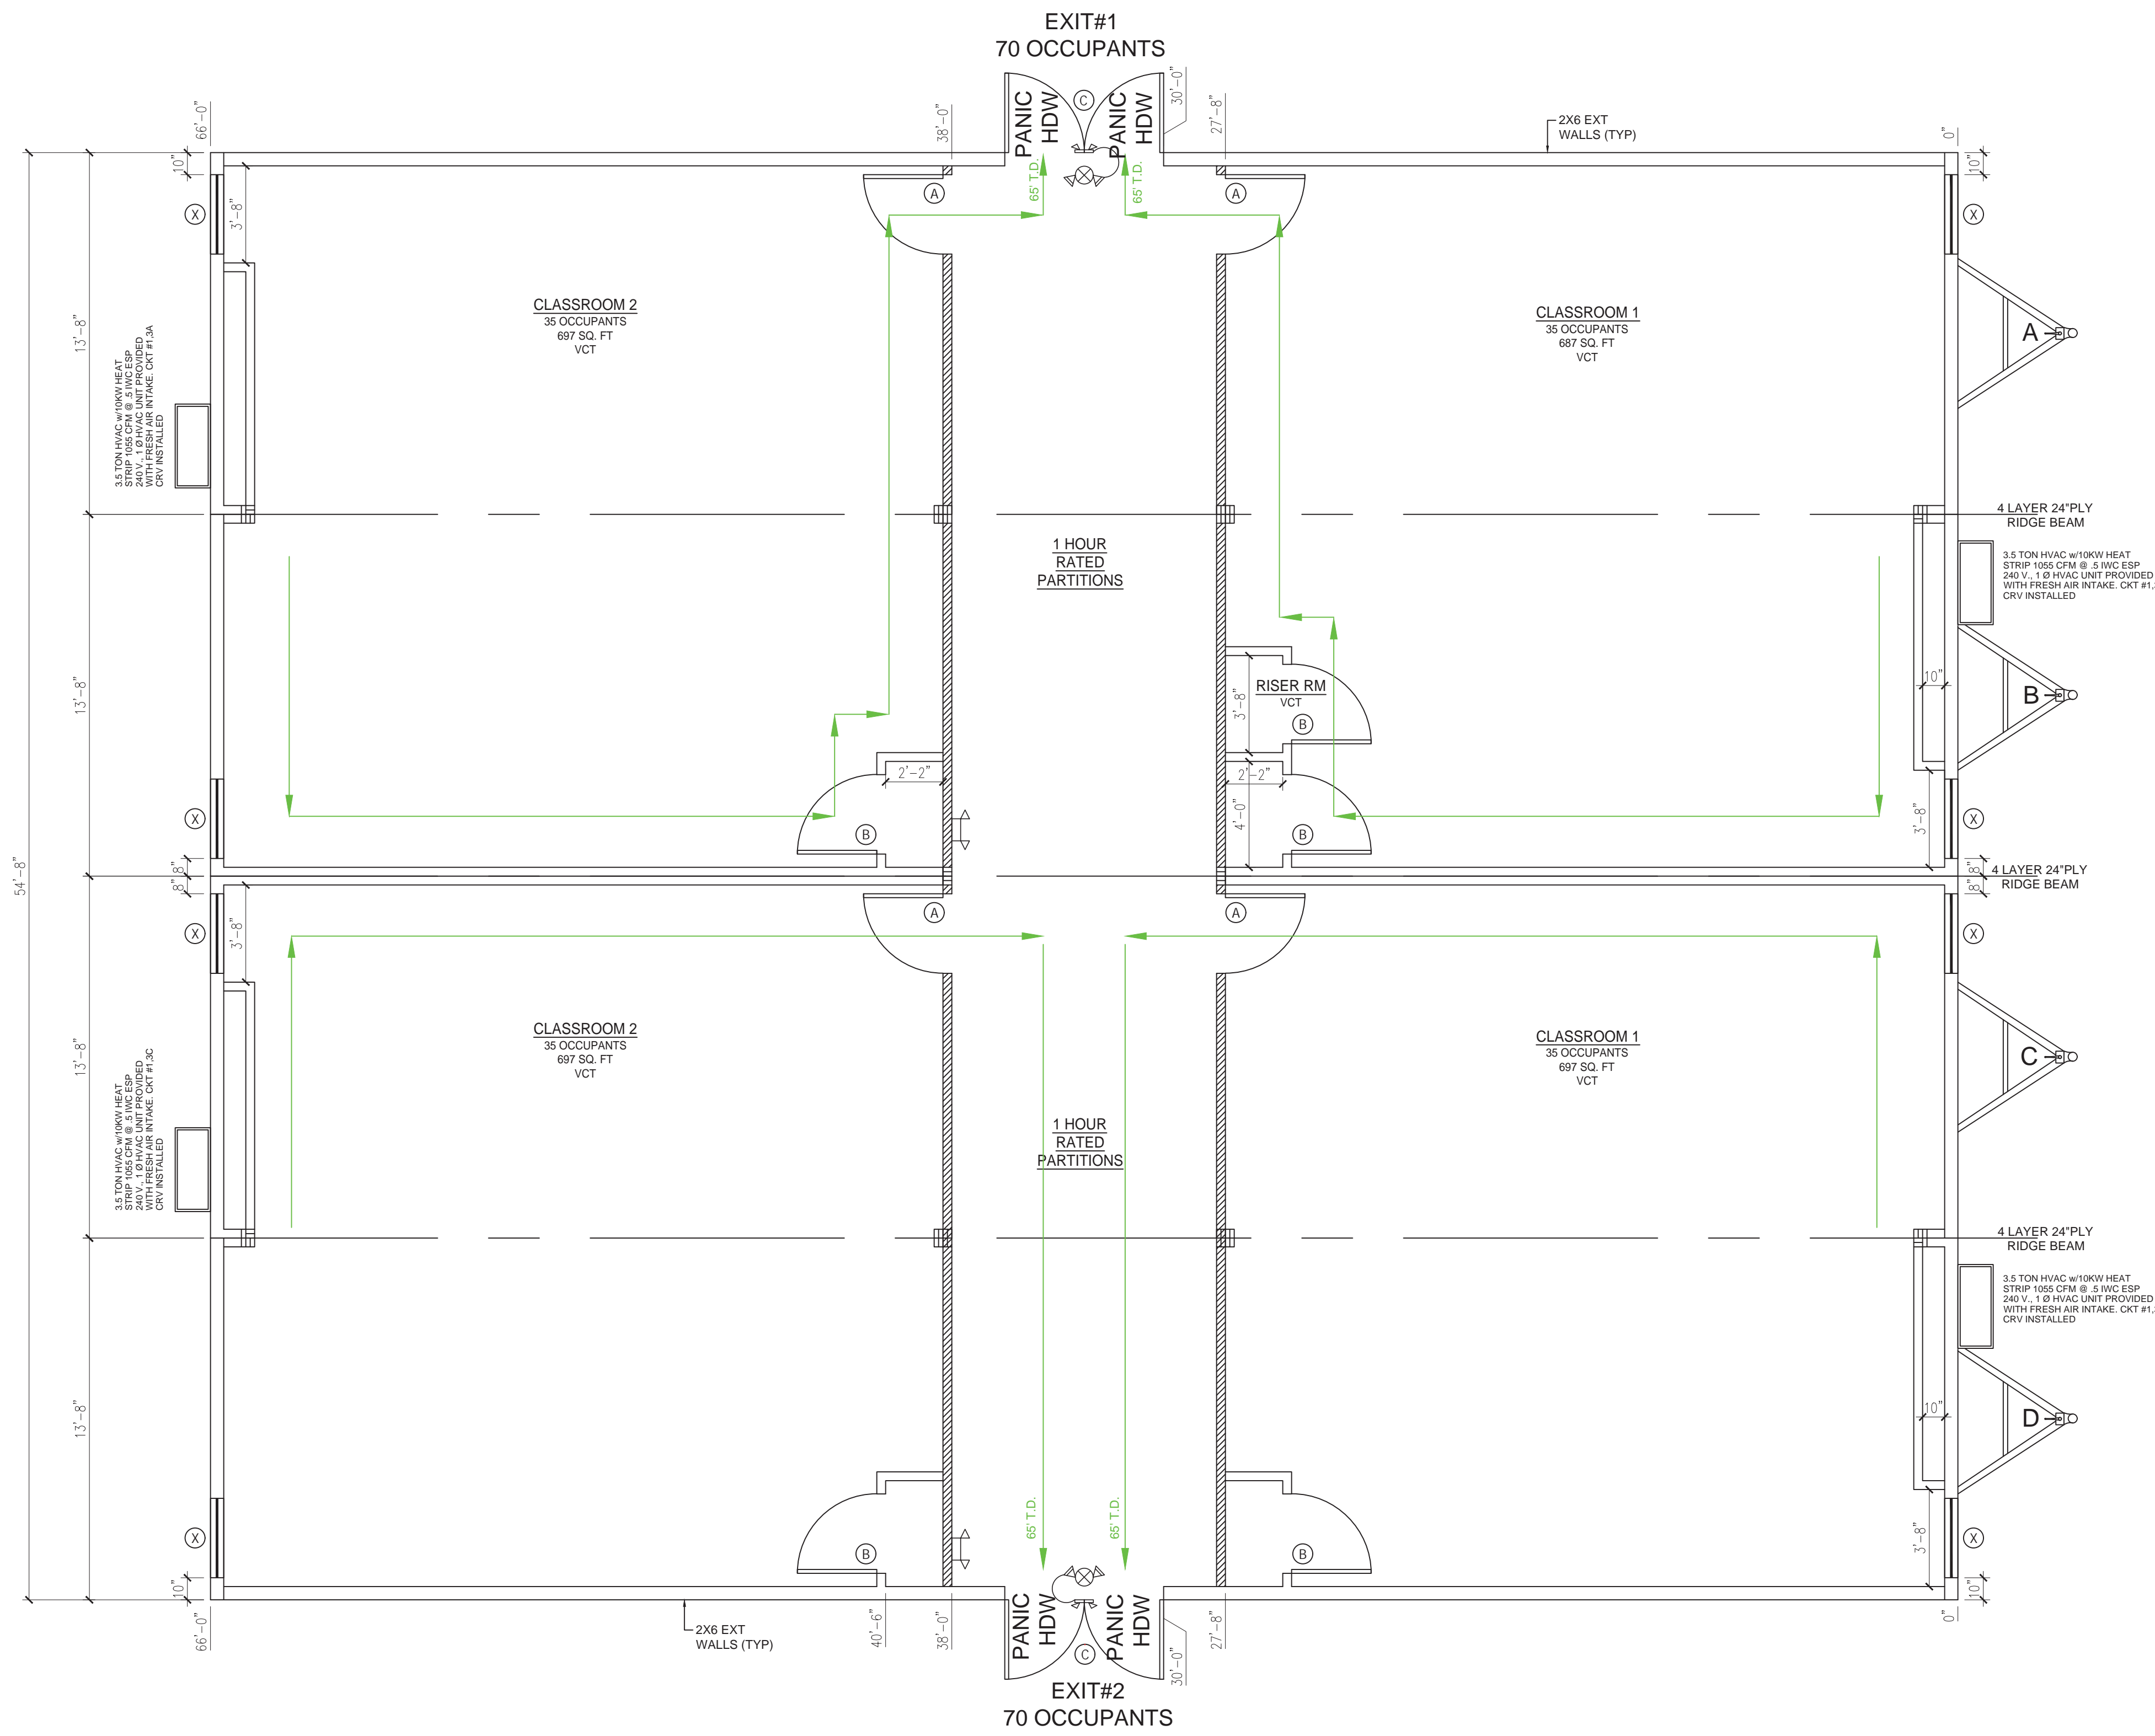 EXIT#1
70 OCCUPANTS
PANIC
HDW
C
PANIC
HDW
30'-0"
66'-0"
38'-0"
27'-8"
0"
2X6 EXT
WALLS (TYP)
10"
10"
65' T.D.
65' T.D.
X
3'-8"
A
A
X
CLASSROOM 2
35 OCCUPANTS
697 SQ. FT
VCT
CLASSROOM 1
35 OCCUPANTS
687 SQ. FT
VCT
A
13'-8"
3.5 TON HVAC w/10KW HEAT
STRIP 1055 CFM @ .5 IWC ESP
240 V., 1 Ø HVAC UNIT PROVIDED
WITH FRESH AIR INTAKE. CKT #1,3A
CRV INSTALLED
4 LAYER 24"PLY
RIDGE BEAM
1 HOUR
RATED
PARTITIONS
3.5 TON HVAC w/10KW HEAT
STRIP 1055 CFM @ .5 IWC ESP
240 V., 1 Ø HVAC UNIT PROVIDED
WITH FRESH AIR INTAKE. CKT #1,
CRV INSTALLED
13'-8"
RISER RM
VCT
B
3'-8"
10"
B
2'-2"
2'-2"
4'-0"
X
B
B
3'-8"
X
54'-8"
8"
8"
8"
8"
4 LAYER 24"PLY
RIDGE BEAM
X
3'-8"
A
A
X
CLASSROOM 2
35 OCCUPANTS
697 SQ. FT
VCT
CLASSROOM 1
35 OCCUPANTS
697 SQ. FT
VCT
C
13'-8"
3.5 TON HVAC w/10KW HEAT
STRIP 1055 CFM @ .5 IWC ESP
240 V., 1 Ø HVAC UNIT PROVIDED
WITH FRESH AIR INTAKE. CKT #1,3C
CRV INSTALLED
1 HOUR
RATED
PARTITIONS
4 LAYER 24"PLY
RIDGE BEAM
3.5 TON HVAC w/10KW HEAT
STRIP 1055 CFM @ .5 IWC ESP
240 V., 1 Ø HVAC UNIT PROVIDED
WITH FRESH AIR INTAKE. CKT #1,
CRV INSTALLED
13'-8"
10"
D
65' T.D.
65' T.D.
X
B
B
3'-8"
X
10"
10"
66'-0"
2X6 EXT
WALLS (TYP)
40'-6"
38'-0"
PANIC
HDW
C
PANIC
HDW
30'-0"
27'-8"
0"
EXIT#2
70 OCCUPANTS